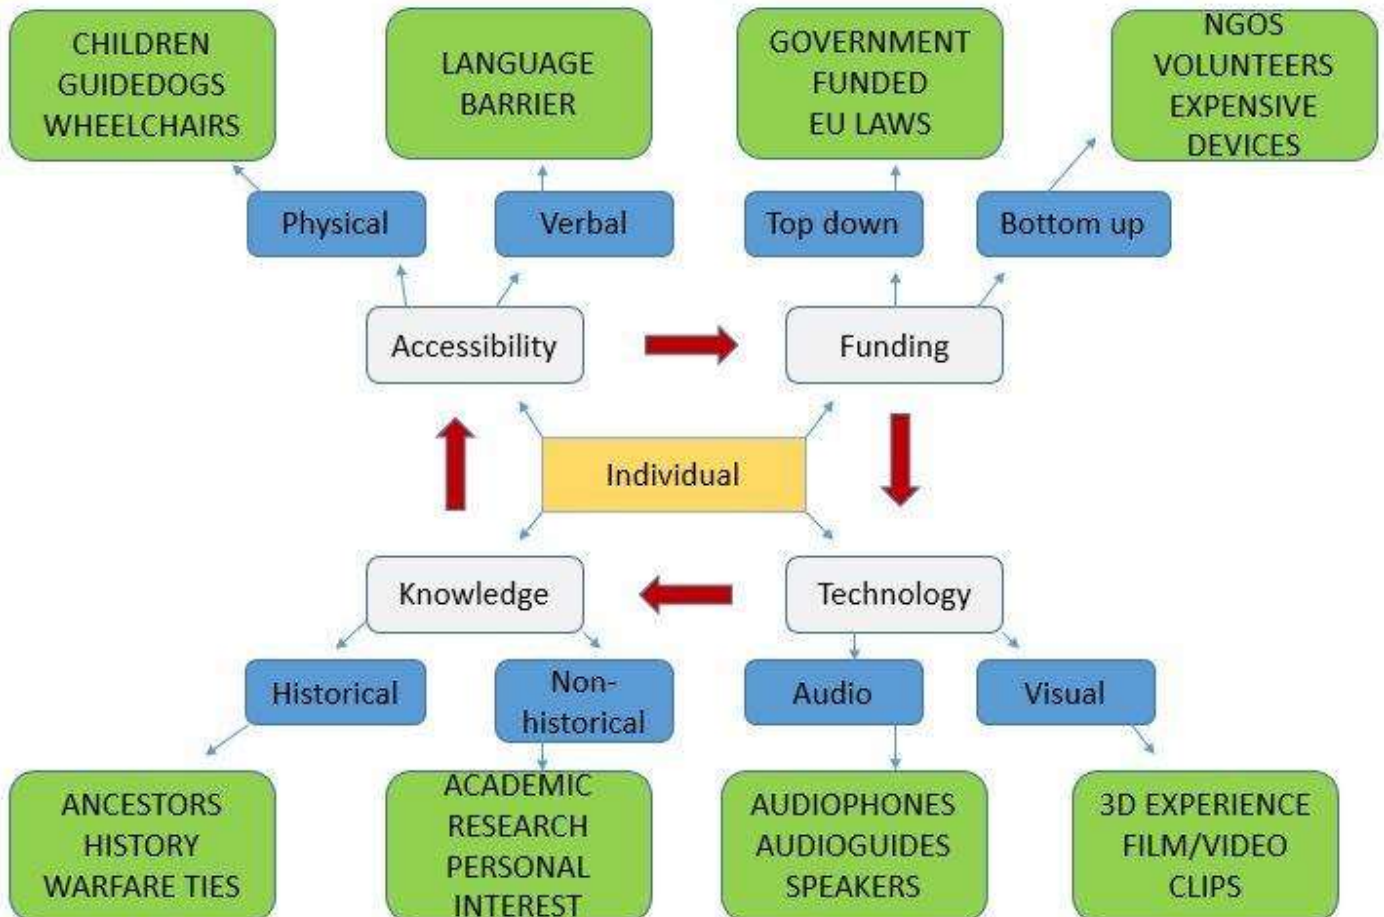 CHILDREN
GUIDEDOGS
WHEELCHAIRS
LANGUAGE
BARRIER
GOVERNMENT
FUNDED
EU LAWS
NGOS
VOLUNTEERS
EXPENSIVE
DEVICES
Physical
Verbal
Top down
Bottom up
Accessibility
Funding
Individual
Knowledge
Technology
Historical
Non-
historical
Audio
Visual
ANCESTORS
HISTORY
WARFARE TIES
ACADEMIC
RESEARCH
PERSONAL
INTEREST
AUDIOPHONES
AUDIOGUIDES
SPEAKERS
3D EXPERIENCE
FILM/VIDEO
CLIPS